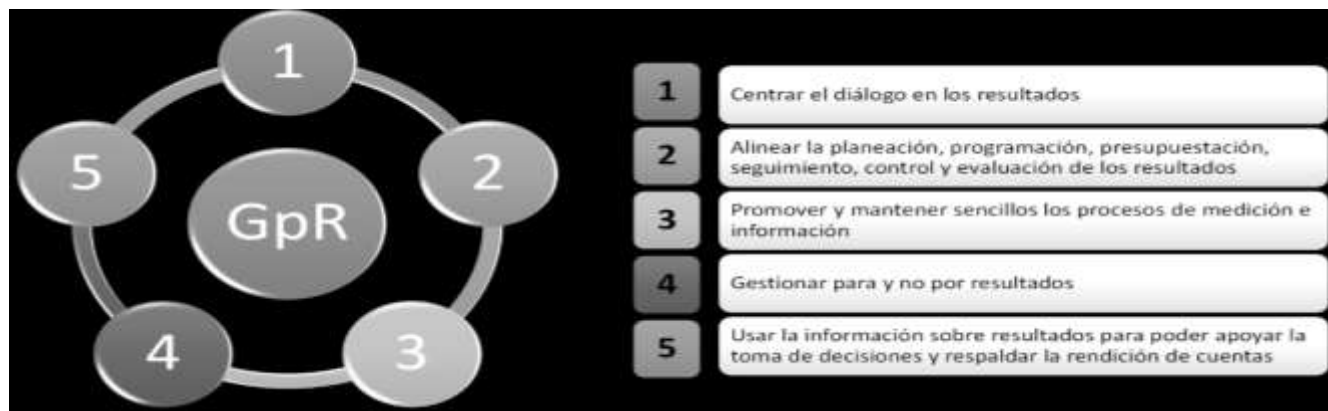 1
2
3
4
5
GpR
1 Centrar el diálogo en los resultados
2 Alinear la planeación, programación, presupuestación,
seguimiento, control y evaluación de los resultados
3 Promover y mantener sencillos los procesos de medición e
información
4 Gestionar para y no por resultados
5 Usar la información sobre resultados para poder apoyar la
toma de decisiones y respaldar la rendición de cuentas